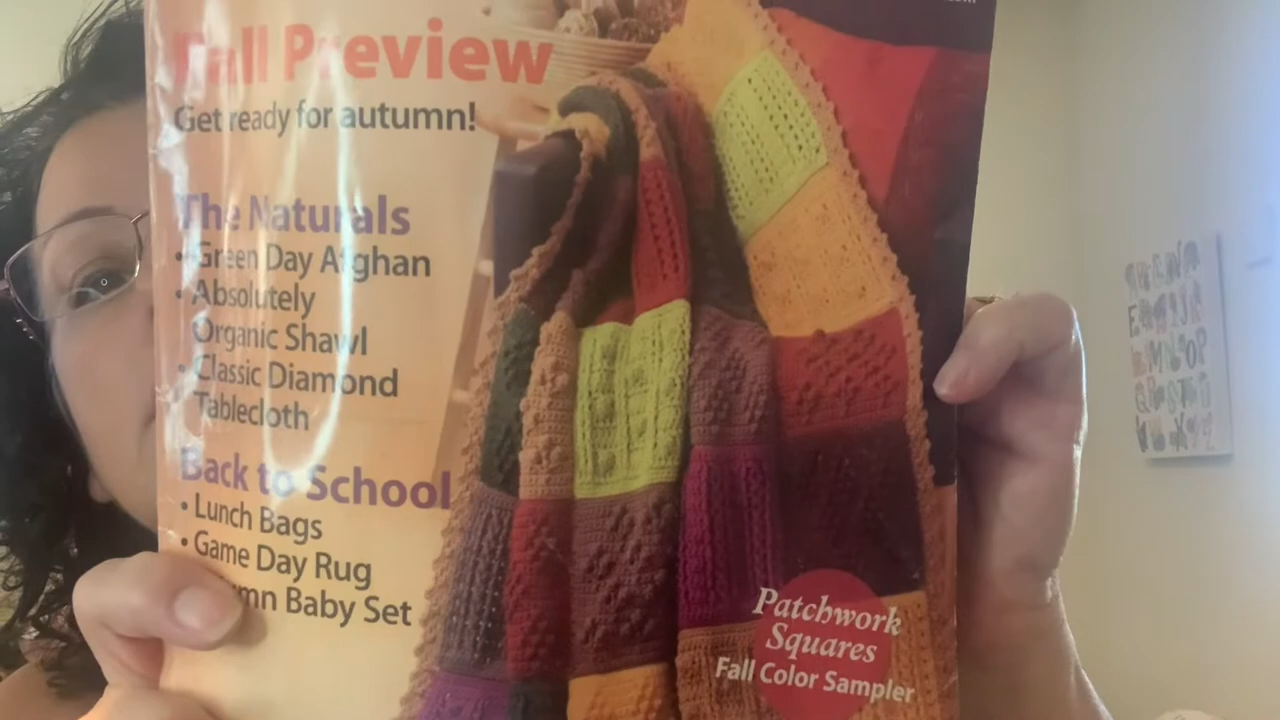 Fall Preview
Get ready for autumn!
The Naturals
• Green Day Afghan
• Absolutely
Organic Shawl
• Classic Diamond
Tablecloth
Back to School
• Lunch Bags
• Game Day Rug
Baby Set
Patchwork
Squares
Fall Color Sampler